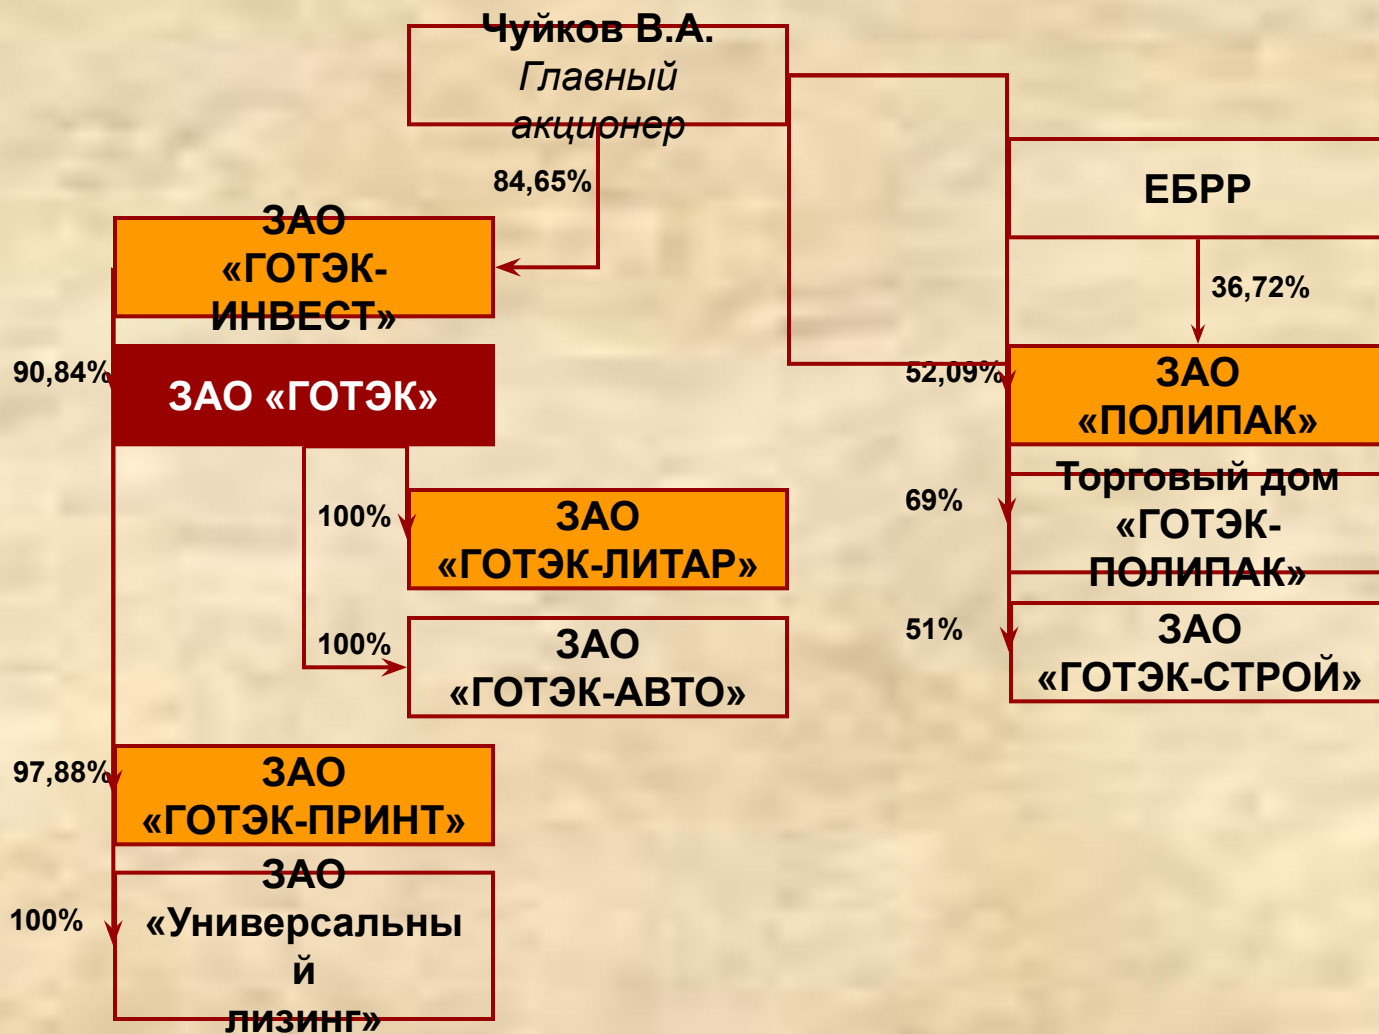 Чуйков В.А.
Главный
акционер
84,65%
ЕБРР
36,72%
ЗАО
«ГОТЭК-
ИНВЕСТ»
90,84%
ЗАО «ГОТЭК»
52,09%
ЗАО
«ПОЛИПАК»
100%
ЗАО
«ГОТЭК-ЛИТАР»
69%
Торговый дом
«ГОТЭК-
ПОЛИПАК»
100%
ЗАО
«ГОТЭК-АВТО»
51%
ЗАО
«ГОТЭК-СТРОЙ»
97,88%
ЗАО
«ГОТЭК-ПРИНТ»
100%
ЗАО
«Универсальны
й
лизинг»